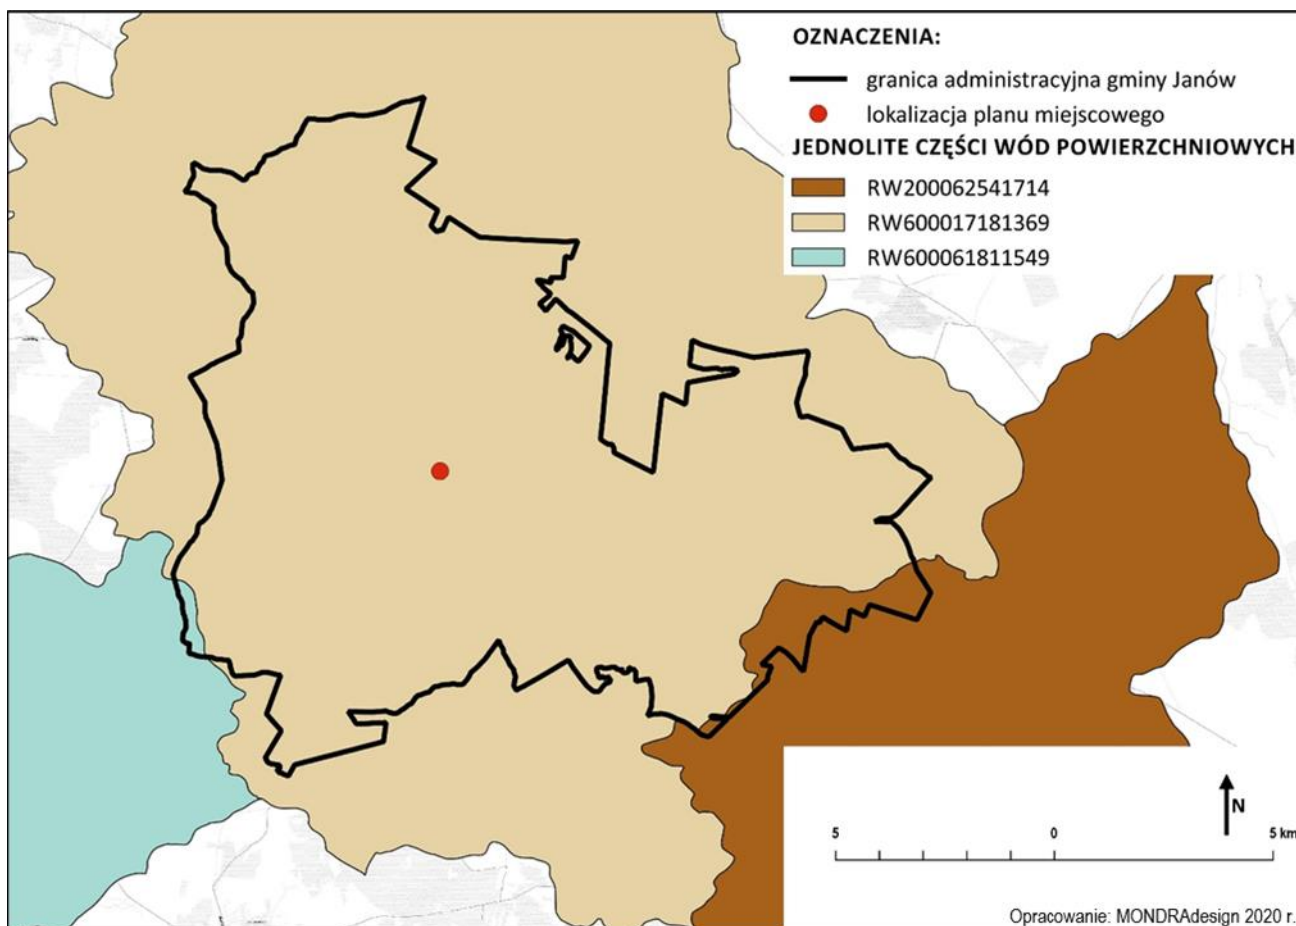 OZNACZENIA:
granica administracyjna gminy Janów
lokalizacja planu miejscowego
JEDNOLITE CZĘŚCI WÓD POWIERZCHNIOWYCH
RW200062541714
RW600017181369
RW600061811549
N
5 0 5 km
Opracowanie: MONDRAdesign 2020 r.